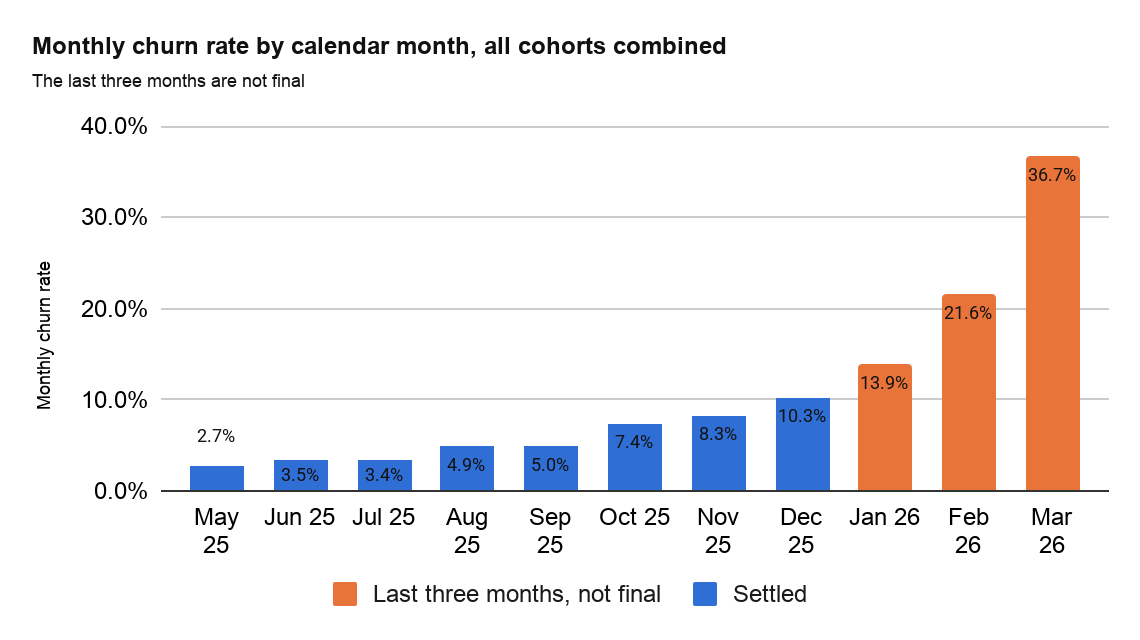 Monthly churn rate by calendar month, all cohorts combined
The last three months are not final
Monthly churn rate
40.0%
30.0%
20.0%
10.0%
0.0%
2.7%
3.5%
3.4%
4.9%
5.0%
7.4%
8.3%
10.3%
13.9%
21.6%
36.7%
May 25
Jun 25
Jul 25
Aug 25
Sep 25
Oct 25
Nov 25
Dec 25
Jan 26
Feb 26
Mar 26
Last three months, not final
Settled